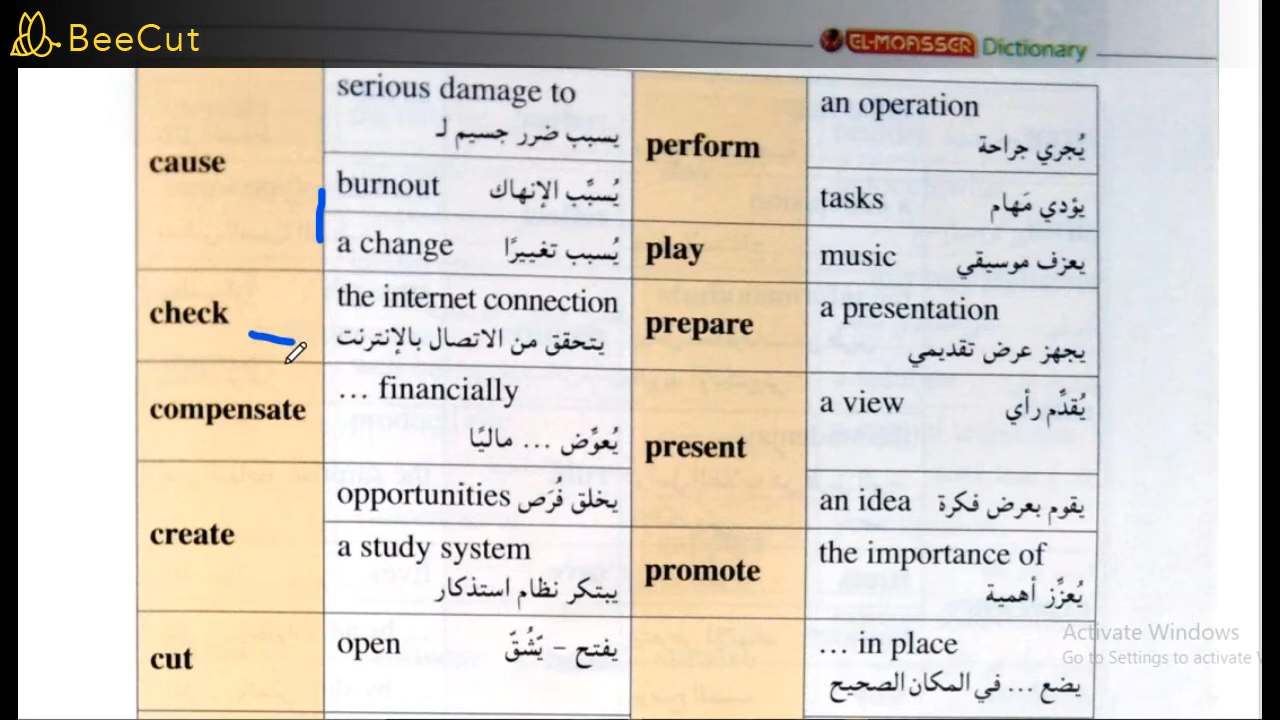 BeeCut
EL-MOASSER Dictionary
cause
serious damage to
يسبب ضرر جسيم لـ
burnout يُسبِّب الإنهاك
a change يُسبب تغييرًا
check
the internet connection
يتحقق من الاتصال بالإنترنت
compensate
... financially
يُعوِّض ... ماليًا
create
opportunities يخلق فُرَص
a study system
يبتكر نظام استذكار
cut
open يفتح – يَشُقّ
perform
an operation
يُجري جراحة
tasks يؤدي مَهام
play
music يعزف موسيقي
prepare
a presentation
يجهز عرض تقديمي
present
a view يُقدِّم رأي
an idea يقوم بعرض فكرة
promote
the importance of
يُعزِّز أهمية
... in place
يضع ... في المكان الصحيح
Activate Windows
Go to Settings to activate